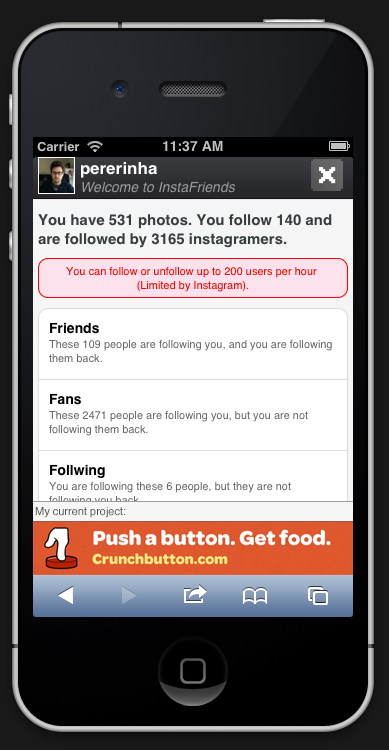 Carrier 11:37 AM
pererinha
Welcome to InstaFriends
You have 531 photos. You follow 140 and
are followed by 3165 instagramers.
You can follow or unfollow up to 200 users per hour
(Limited by Instagram).
Friends
These 109 people are following you, and you are following
them back.
Fans
These 2471 people are following you, but you are not
following them back.
Follwing
You are following these 6 people, but they are not
following you back.
My current project:
Push a button. Get food.
Crunchbutton.com